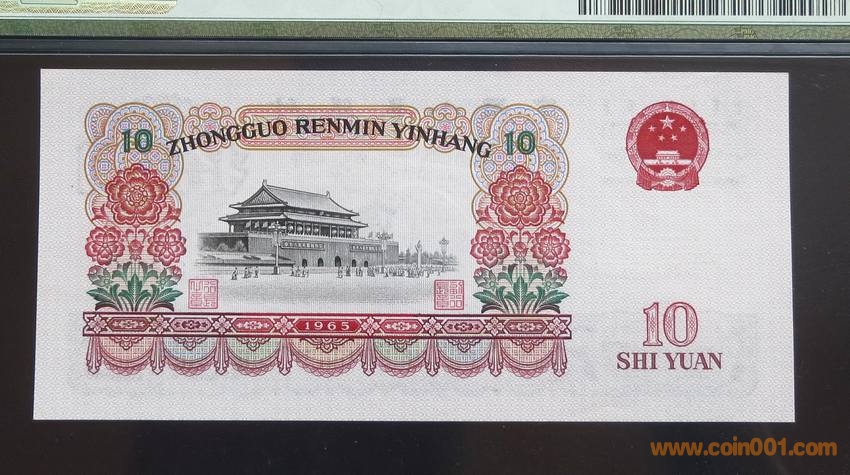 10 ZHONGGUO RENMIN YINHANG 10
1965
10
SHI YUAN
www.coin001.com